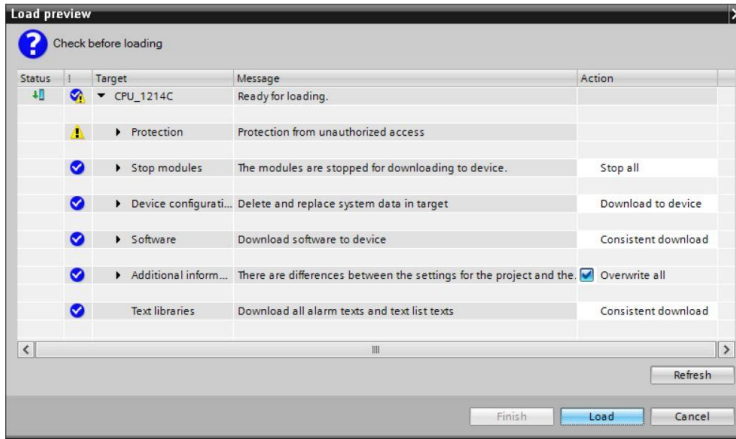 Load preview
Check before loading
Status ! Target Message Action
CPU_1214C Ready for loading.
Protection Protection from unauthorized access
Stop modules The modules are stopped for downloading to device. Stop all
Device configurati... Delete and replace system data in target Download to device
Software Download software to device Consistent download
Additional inform... There are differences between the settings for the project and the. Overwrite all
Text libraries Download all alarm texts and text list texts Consistent download
Refresh
Finish Load Cancel